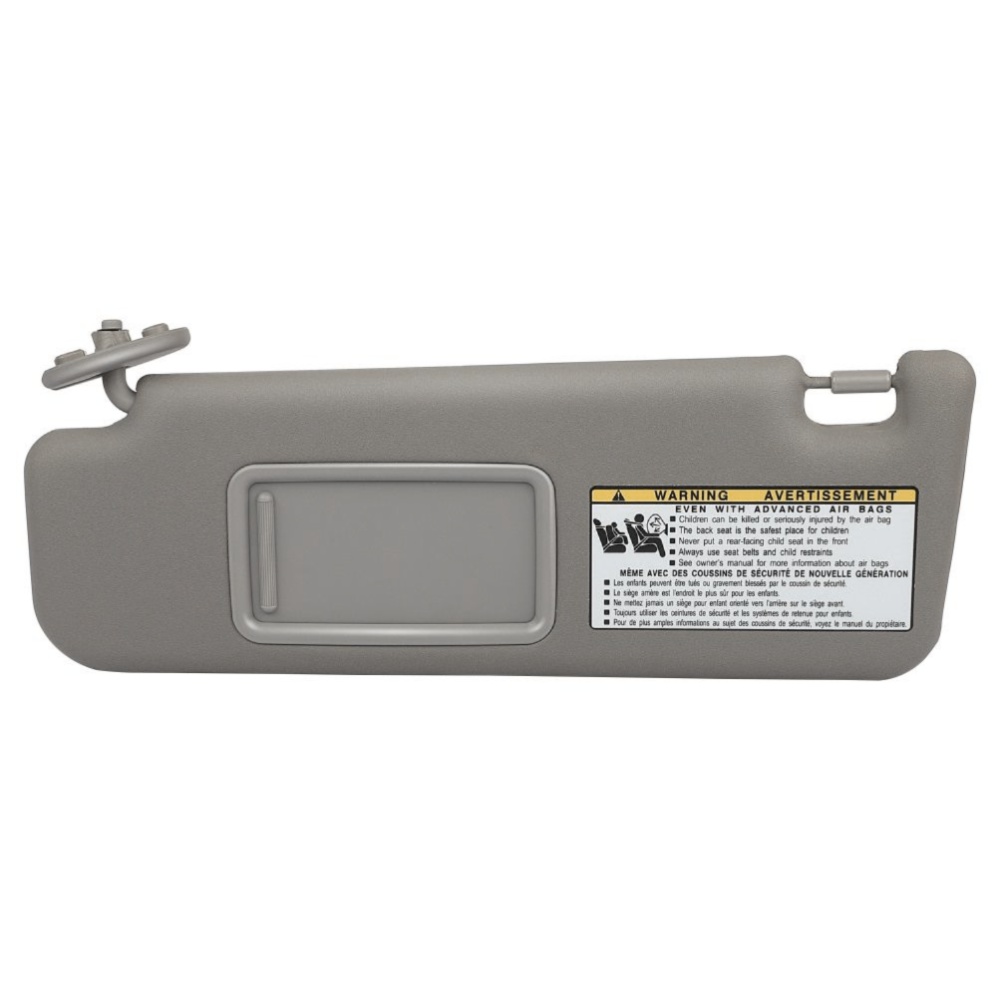 WARNING AVERTISSEMENT
EVEN WITH ADVANCED AIR BAGS
■ Children can be killed or seriously injured by the air bag
■ The back seat is the safest place for children
■ Never put a rear-facing child seat in the front
■ Always use seat belts and child restraints
■ See owner's manual for more information about air bags
MÊME AVEC DES COUSSINS DE SÉCURITÉ DE NOUVELLE GÉNÉRATION
■ Les enfants peuvent être tués ou gravement blessés par le coussin de sécurité.
■ Le siège arrière est l'endroit le plus sûr pour les enfants.
■ Ne mettez jamais un siège pour enfant orienté vers l'arrière sur le siège avant.
■ Toujours utiliser les ceintures de sécurité et les systèmes de retenue pour enfants.
■ Pour de plus amples informations au sujet des coussins de sécurité, voyez le manuel du propiétaire.